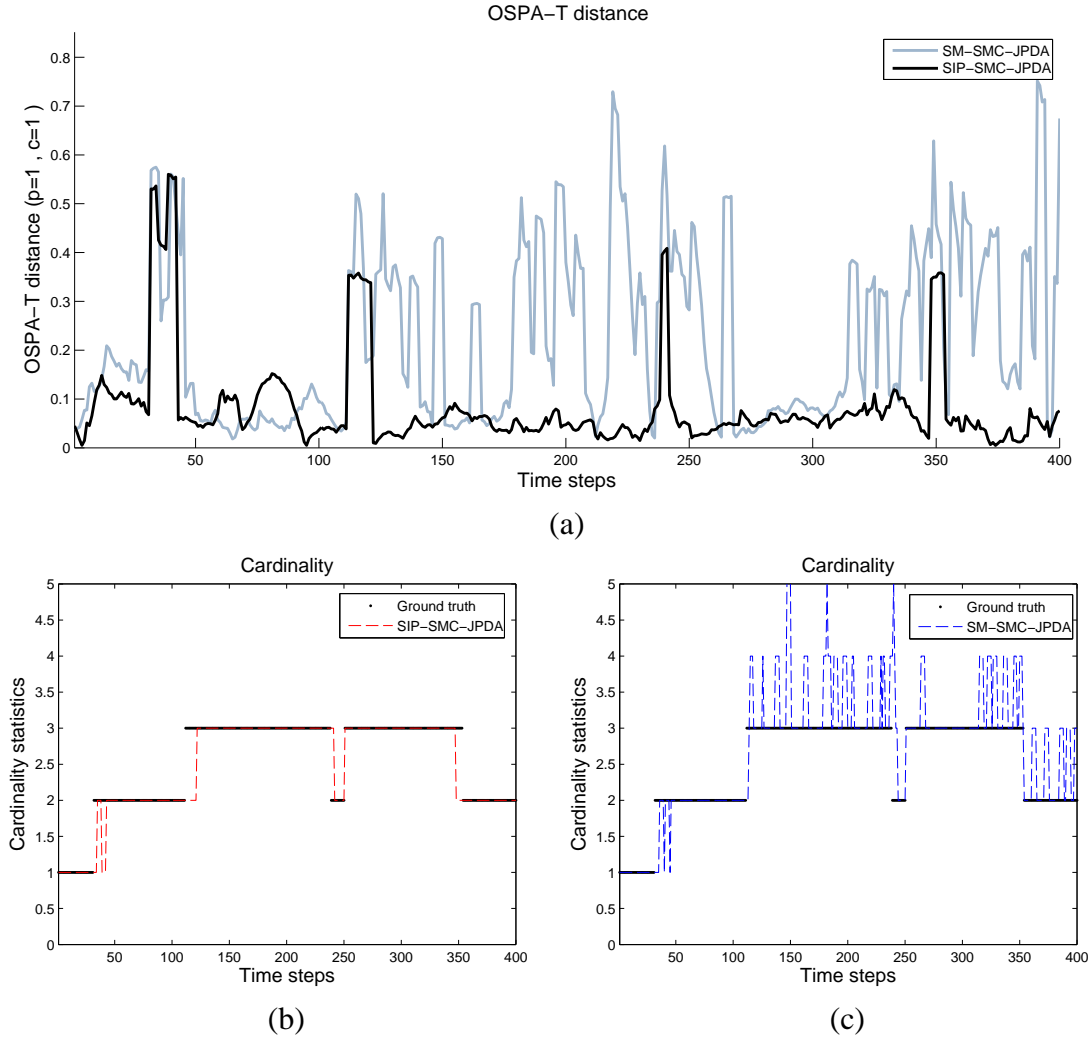 OSPA-T distance
SM-SMC-JPDA
SIP-SMC-JPDA
OSPA-T distance (p=1 , c=1 )
0.8
0.7
0.6
0.5
0.4
0.3
0.2
0.1
0
50 100 150 200 250 300 350 400
Time steps
(a)
Cardinality
Ground truth
SIP-SMC-JPDA
Cardinality statistics
5
4.5
4
3.5
3
2.5
2
1.5
1
0.5
0
50 100 150 200 250 300 350 400
Time steps
(b)
Cardinality
Ground truth
SM-SMC-JPDA
Cardinality statistics
5
4.5
4
3.5
3
2.5
2
1.5
1
0.5
0
50 100 150 200 250 300 350 400
Time steps
(c)